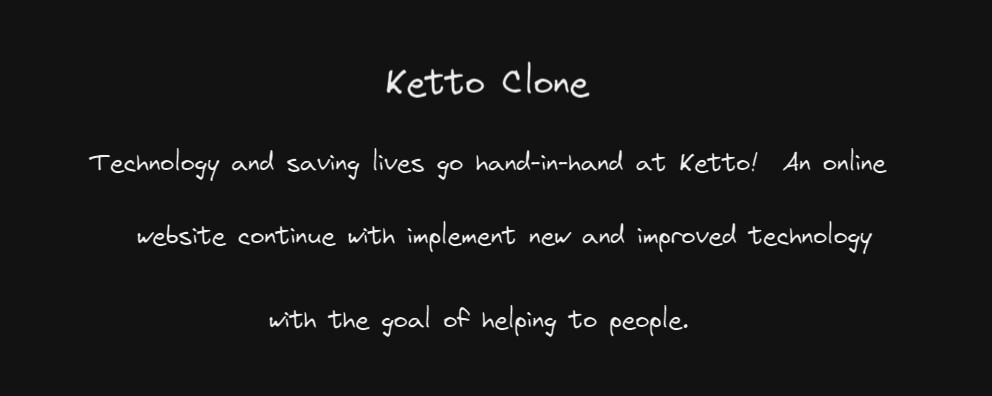 Ketto Clone
Technology and saving lives go hand-in-hand at Ketto! An online
website continue with implement new and improved technology
with the goal of helping to people.